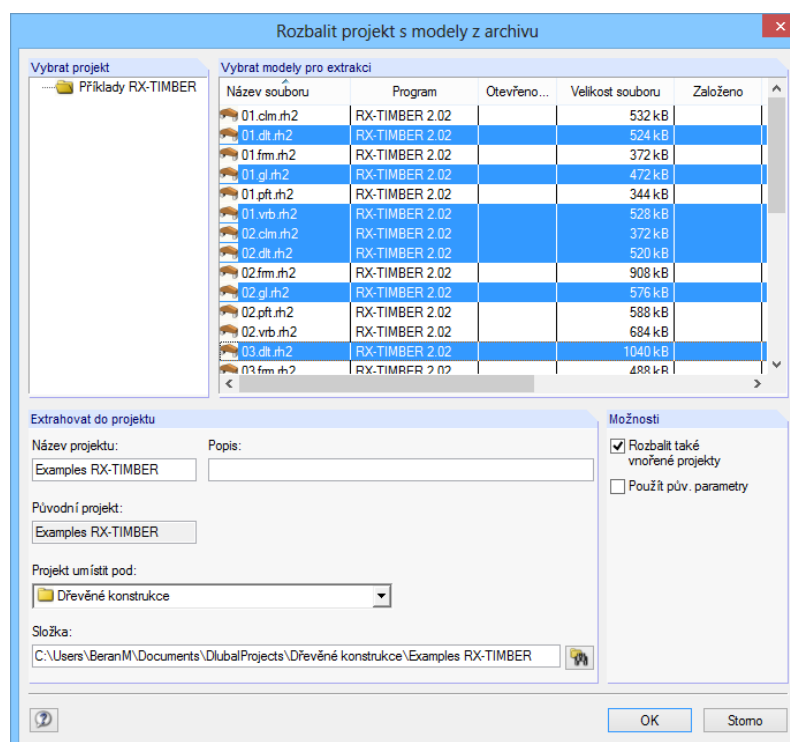 Rozbalit projekt s modely z archivu
Vybrat projekt
Příklady RX-TIMBER
Vybrat modely pro extrakci
Název souboru Program Otevřeno... Velikost souboru Založeno
01.clm.rh2 RX-TIMBER 2.02 532 kB
01.dlt.rh2 RX-TIMBER 2.02 524 kB
01.frm.rh2 RX-TIMBER 2.02 372 kB
01.gl.rh2 RX-TIMBER 2.02 472 kB
01.pft.rh2 RX-TIMBER 2.02 344 kB
01.vrb.rh2 RX-TIMBER 2.02 528 kB
02.clm.rh2 RX-TIMBER 2.02 372 kB
02.dlt.rh2 RX-TIMBER 2.02 520 kB
02.frm.rh2 RX-TIMBER 2.02 908 kB
02.gl.rh2 RX-TIMBER 2.02 576 kB
02.pft.rh2 RX-TIMBER 2.02 588 kB
02.vrb.rh2 RX-TIMBER 2.02 684 kB
03.dlt.rh2 RX-TIMBER 2.02 1040 kB
03.frm.rh2 RX-TIMBER 2.02 488 kB
Extrahovat do projektu
Název projektu: Popis:
Examples RX-TIMBER
Původní projekt:
Examples RX-TIMBER
Projekt umístit pod:
Dřevěné konstrukce
Složka:
C:\Users\BeranM\Documents\DlubalProjects\Dřevěné konstrukce\Examples RX-TIMBER
Možnosti
Rozbalit také
vnořené projekty
Použít pův. parametry
OK Storno